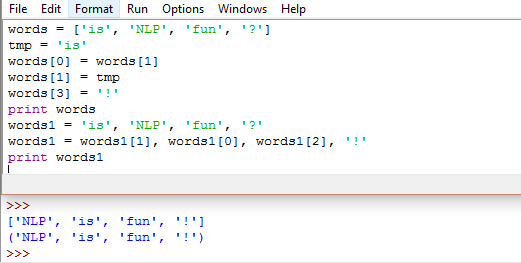 File Edit Format Run Options Windows Help
words = ['is', 'NLP', 'fun', '?']
tmp = 'is'
words[0] = words[1]
words[1] = tmp
words[3] = '!'
print words
words1 = 'is', 'NLP', 'fun', '?'
words1 = words1[1], words1[0], words1[2], '!'
print words1
>>>
['NLP', 'is', 'fun', '!']
('NLP', 'is', 'fun', '!')
>>>